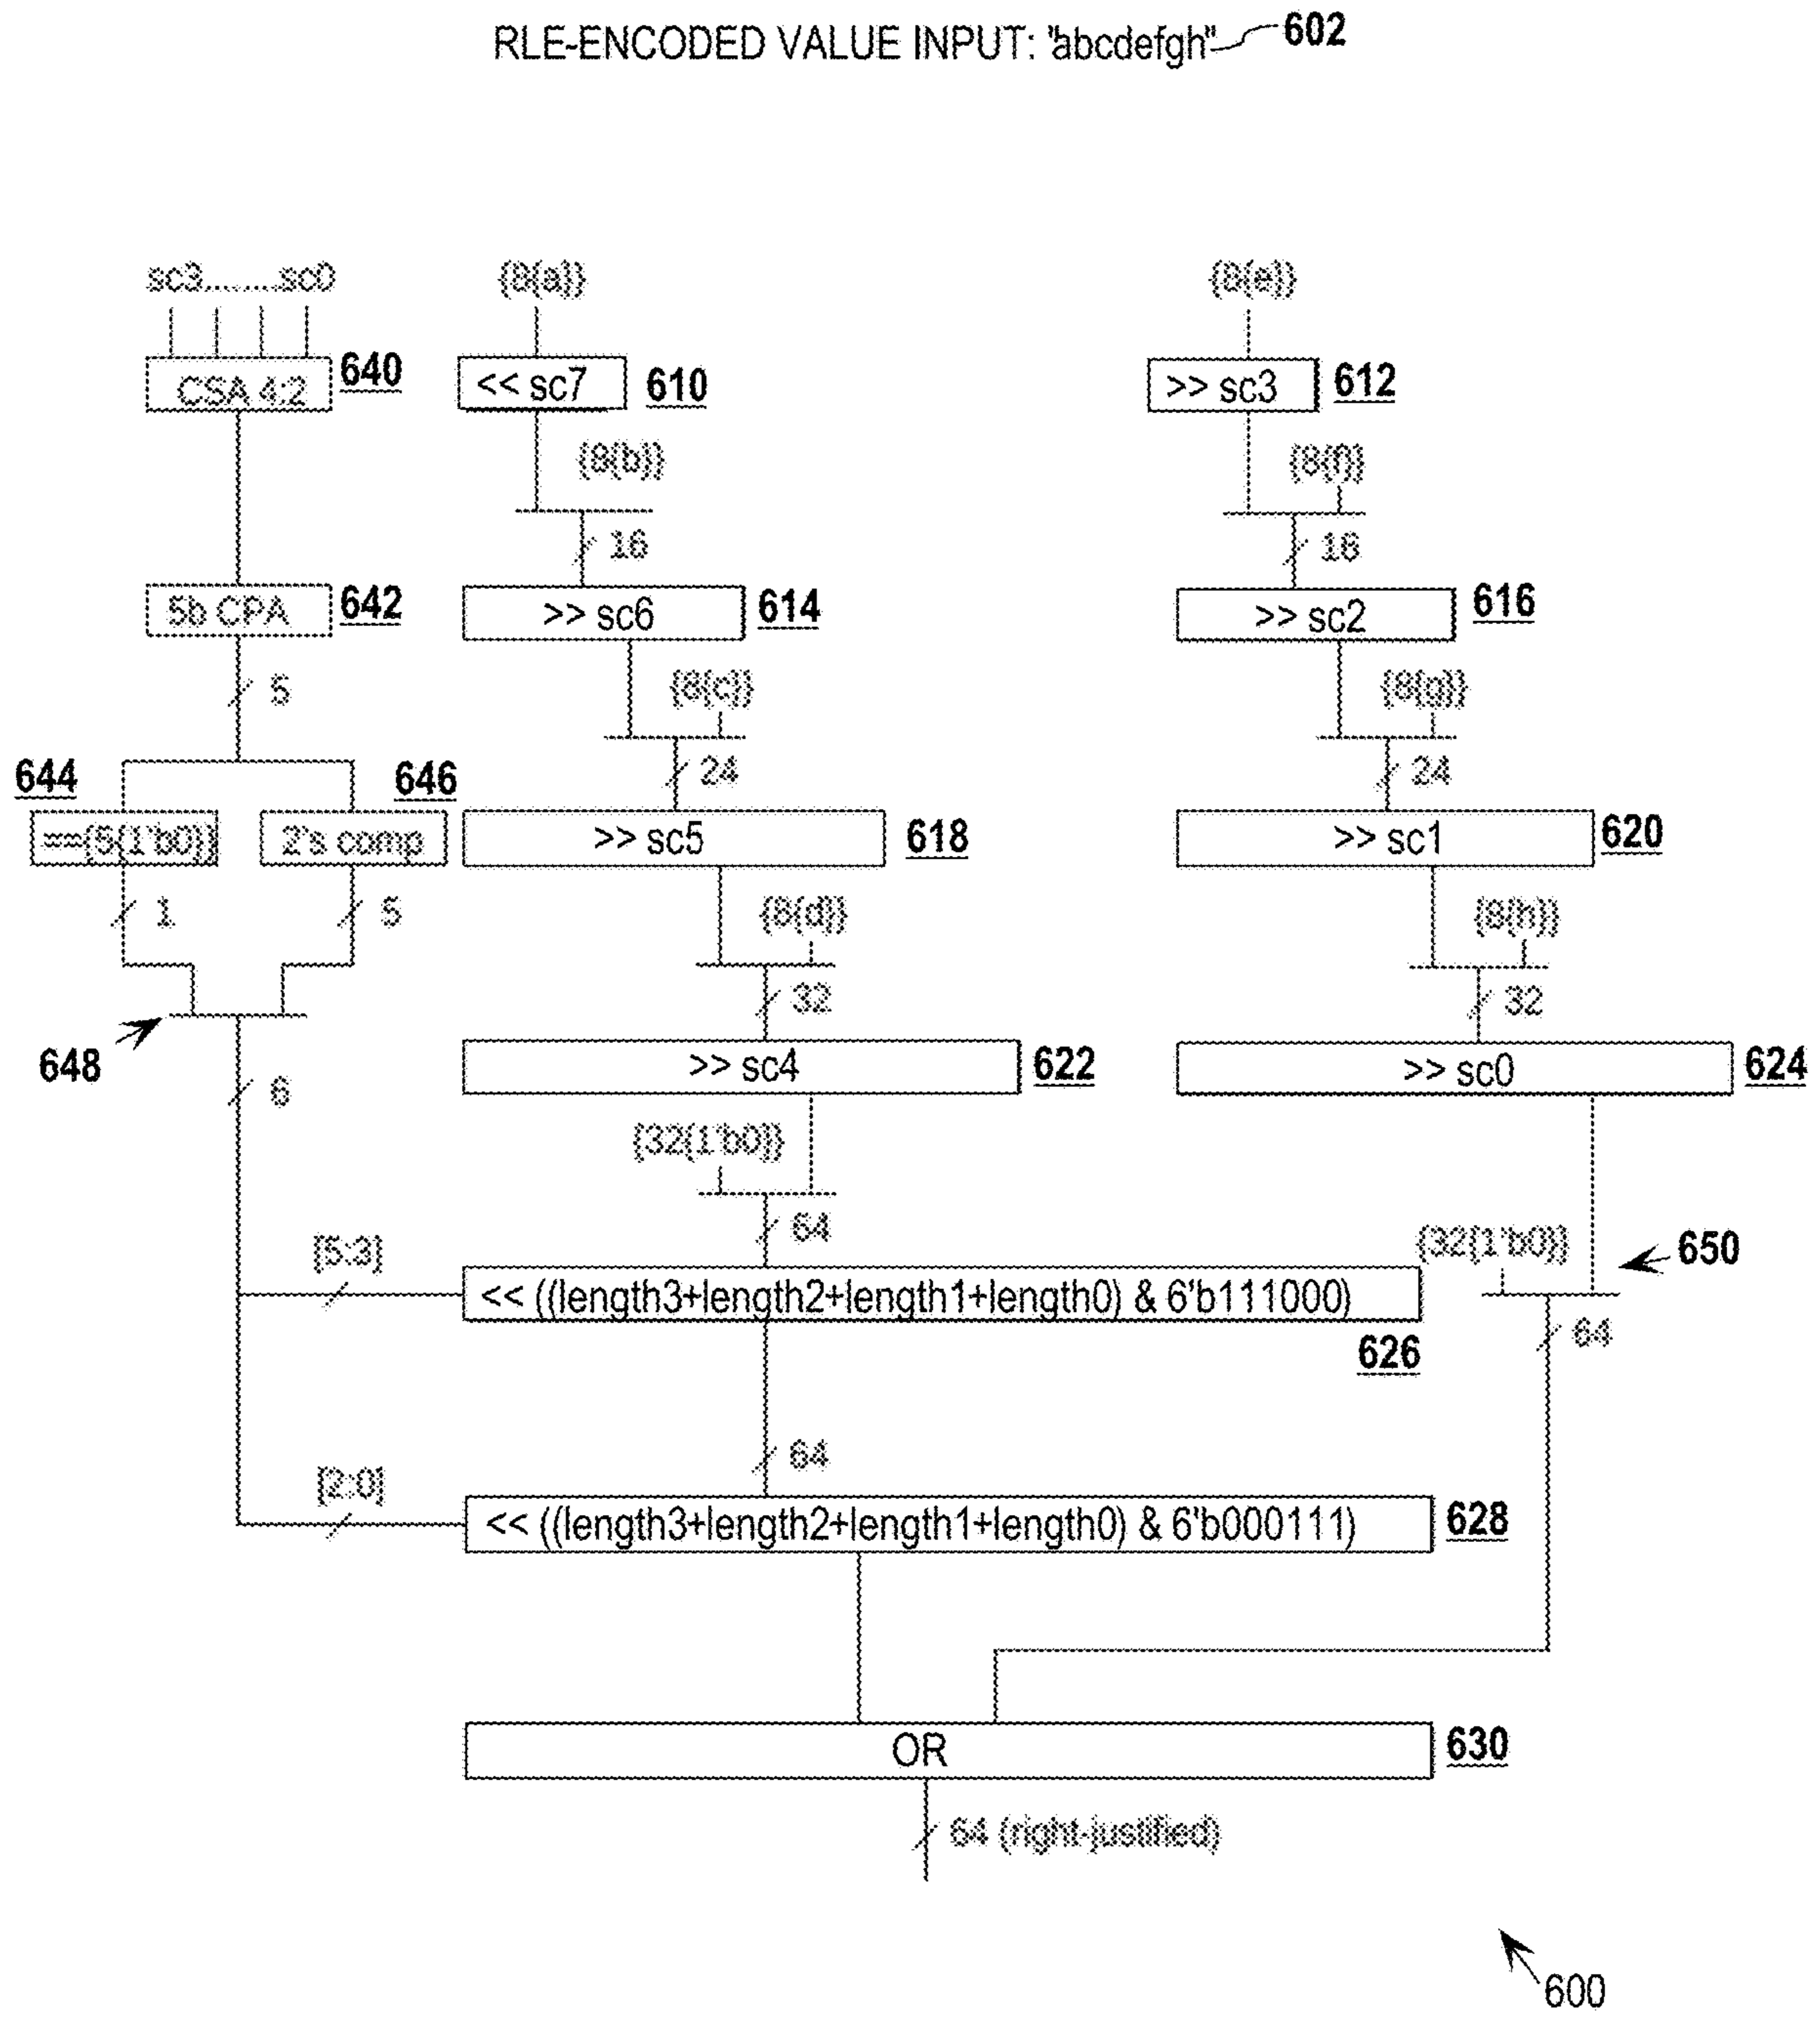 RLE-ENCODED VALUE INPUT: "abcdefgh" 602
sc3........sc0 {8{a}} {8{e}}
CSA 4:2 640 << sc7 610 >> sc3 612
{8{b}} {8{f}}
16 16
5b CPA 642 >> sc6 614 >> sc2 616
5 {8{c}} {8{g}}
644 646 24 24
=={5{1'b0}} 2's comp >> sc5 618 >> sc1 620
1 5 {8{d}} {8{h}}
32 32
648 >> sc4 622 >> sc0 624
6
{32{1'b0}}
64
[5:3] {32{1'b0}} 650
<< ((length3+length2+length1+length0) & 6'b111000)
626 64
64
[2:0]
<< ((length3+length2+length1+length0) & 6'b000111) 628
OR 630
64 (right-justified)
600